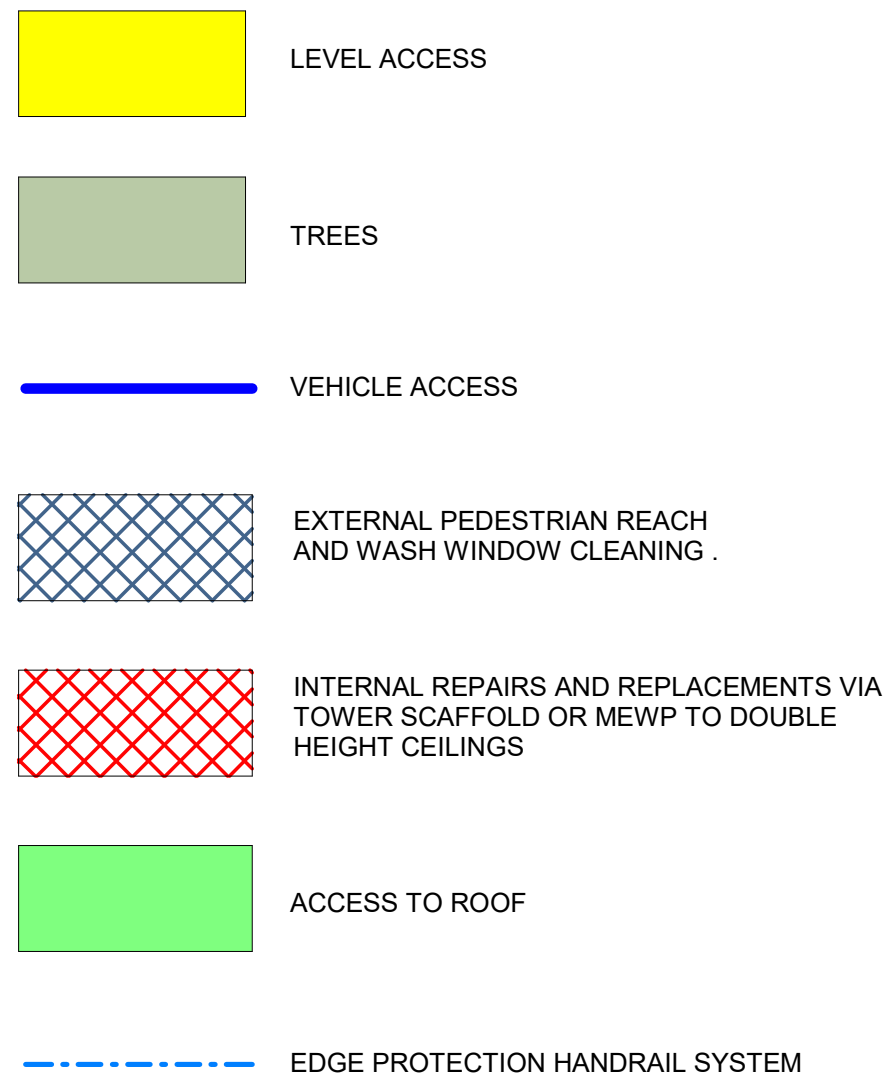 LEVEL ACCESS
TREES
VEHICLE ACCESS
EXTERNAL PEDESTRIAN REACH
AND WASH WINDOW CLEANING .
INTERNAL REPAIRS AND REPLACEMENTS VIA
TOWER SCAFFOLD OR MEWP TO DOUBLE
HEIGHT CEILINGS
ACCESS TO ROOF
EDGE PROTECTION HANDRAIL SYSTEM